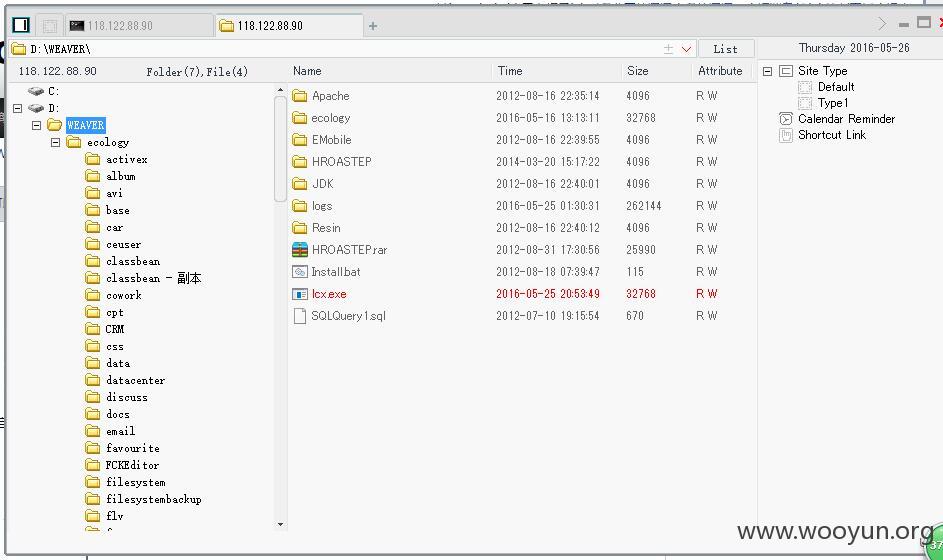 118.122.88.90
118.122.88.90
D:\WEAVER\
List
Thursday 2016-05-26
118.122.88.90 Folder(7),File(4)
Name Time Size Attribute
C:
D:
WEAVER
ecology
activex
album
avi
base
car
ceuser
classbean
classbean - 副本
cowork
cpt
CRM
css
data
datacenter
discuss
docs
email
favourite
FCKEditor
filesystem
filesystembackup
flv
Apache 2012-08-16 22:35:14 4096 R W
ecology 2016-05-16 13:13:11 32768 R W
EMobile 2012-08-16 22:39:55 4096 R W
HROASTEP 2014-03-20 15:17:22 4096 R W
JDK 2012-08-16 22:40:01 4096 R W
logs 2016-05-25 01:30:31 262144 R W
Resin 2012-08-16 22:40:12 4096 R W
HROASTEP.rar 2012-08-31 17:30:56 25990 R W
Install.bat 2012-08-18 07:39:47 115 R W
lcx.exe 2016-05-25 20:53:49 32768 R W
SQLQuery1.sql 2012-07-10 19:15:54 670 R W
Site Type
Default
Type1
Calendar Reminder
Shortcut Link
www.wooyun.org
37